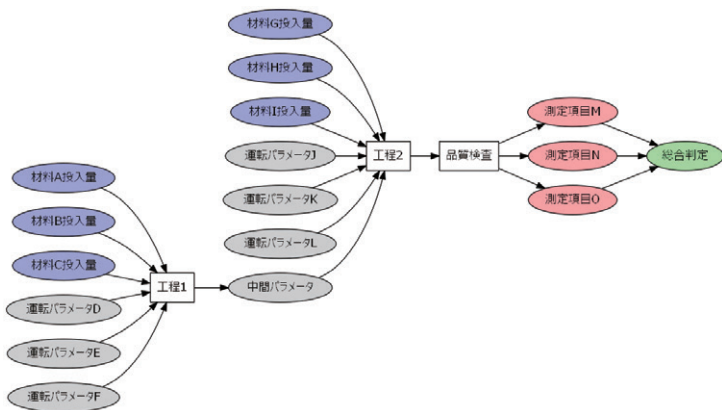 材料G投入量
材料H投入量
材料I投入量
運転パラメータJ
運転パラメータK
運転パラメータL
中間パラメータ
工程2
品質検査
測定項目M
測定項目N
測定項目O
総合判定
材料A投入量
材料B投入量
材料C投入量
運転パラメータD
運転パラメータE
運転パラメータF
工程1